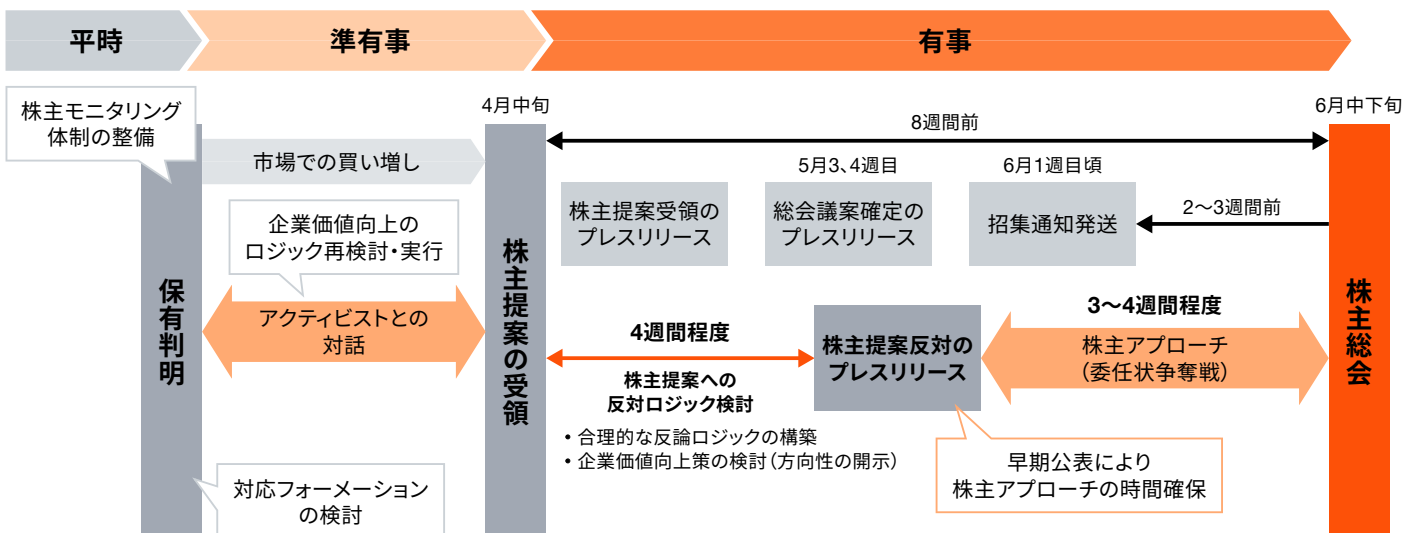 平時
準有事
有事
株主モニタリング
体制の整備
4月中旬
6月中下旬
8週間前
市場での買い増し
5月3、4週目
6月1週目頃
株主提案受領の
プレスリリース
総会議案確定の
プレスリリース
招集通知発送
2〜3週間前
企業価値向上の
ロジック再検討・実行
保有判明
アクティビストとの
対話
株主提案の受領
4週間程度
株主提案への
反対ロジック検討
・合理的な反論ロジックの構築
・企業価値向上策の検討（方向性の開示）
株主提案反対の
プレスリリース
3〜4週間程度
株主アプローチ
（委任状争奪戦）
株主総会
早期公表により
株主アプローチの時間確保
対応フォーメーション
の検討